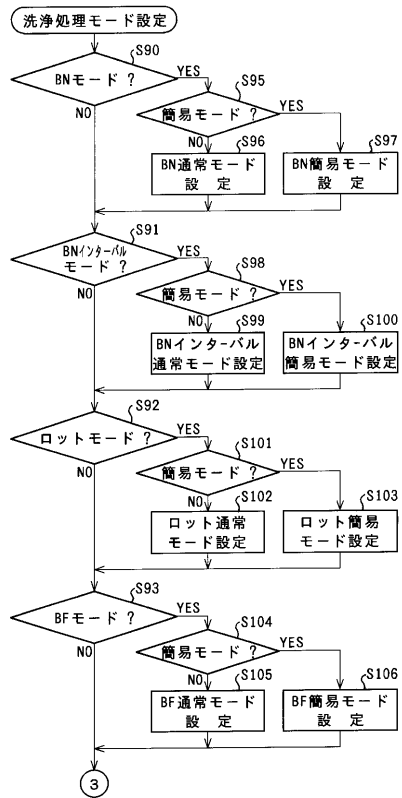 洗浄処理モード設定
S90
BNモード？
YES
NO
S95
簡易モード？
YES
NO
S96
BN通常モード
設　定
S97
BN簡易モード
設　定
S91
BNインターバル
モード？
YES
NO
S98
簡易モード？
YES
NO
S99
BNインターバル
通常モード設定
S100
BNインターバル
簡易モード設定
S92
ロットモード？
YES
NO
S101
簡易モード？
YES
NO
S102
ロット通常
モード設定
S103
ロット簡易
モード設定
S93
BFモード？
YES
NO
S104
簡易モード？
YES
NO
S105
BF通常モード
設　定
S106
BF簡易モード
設　定
3